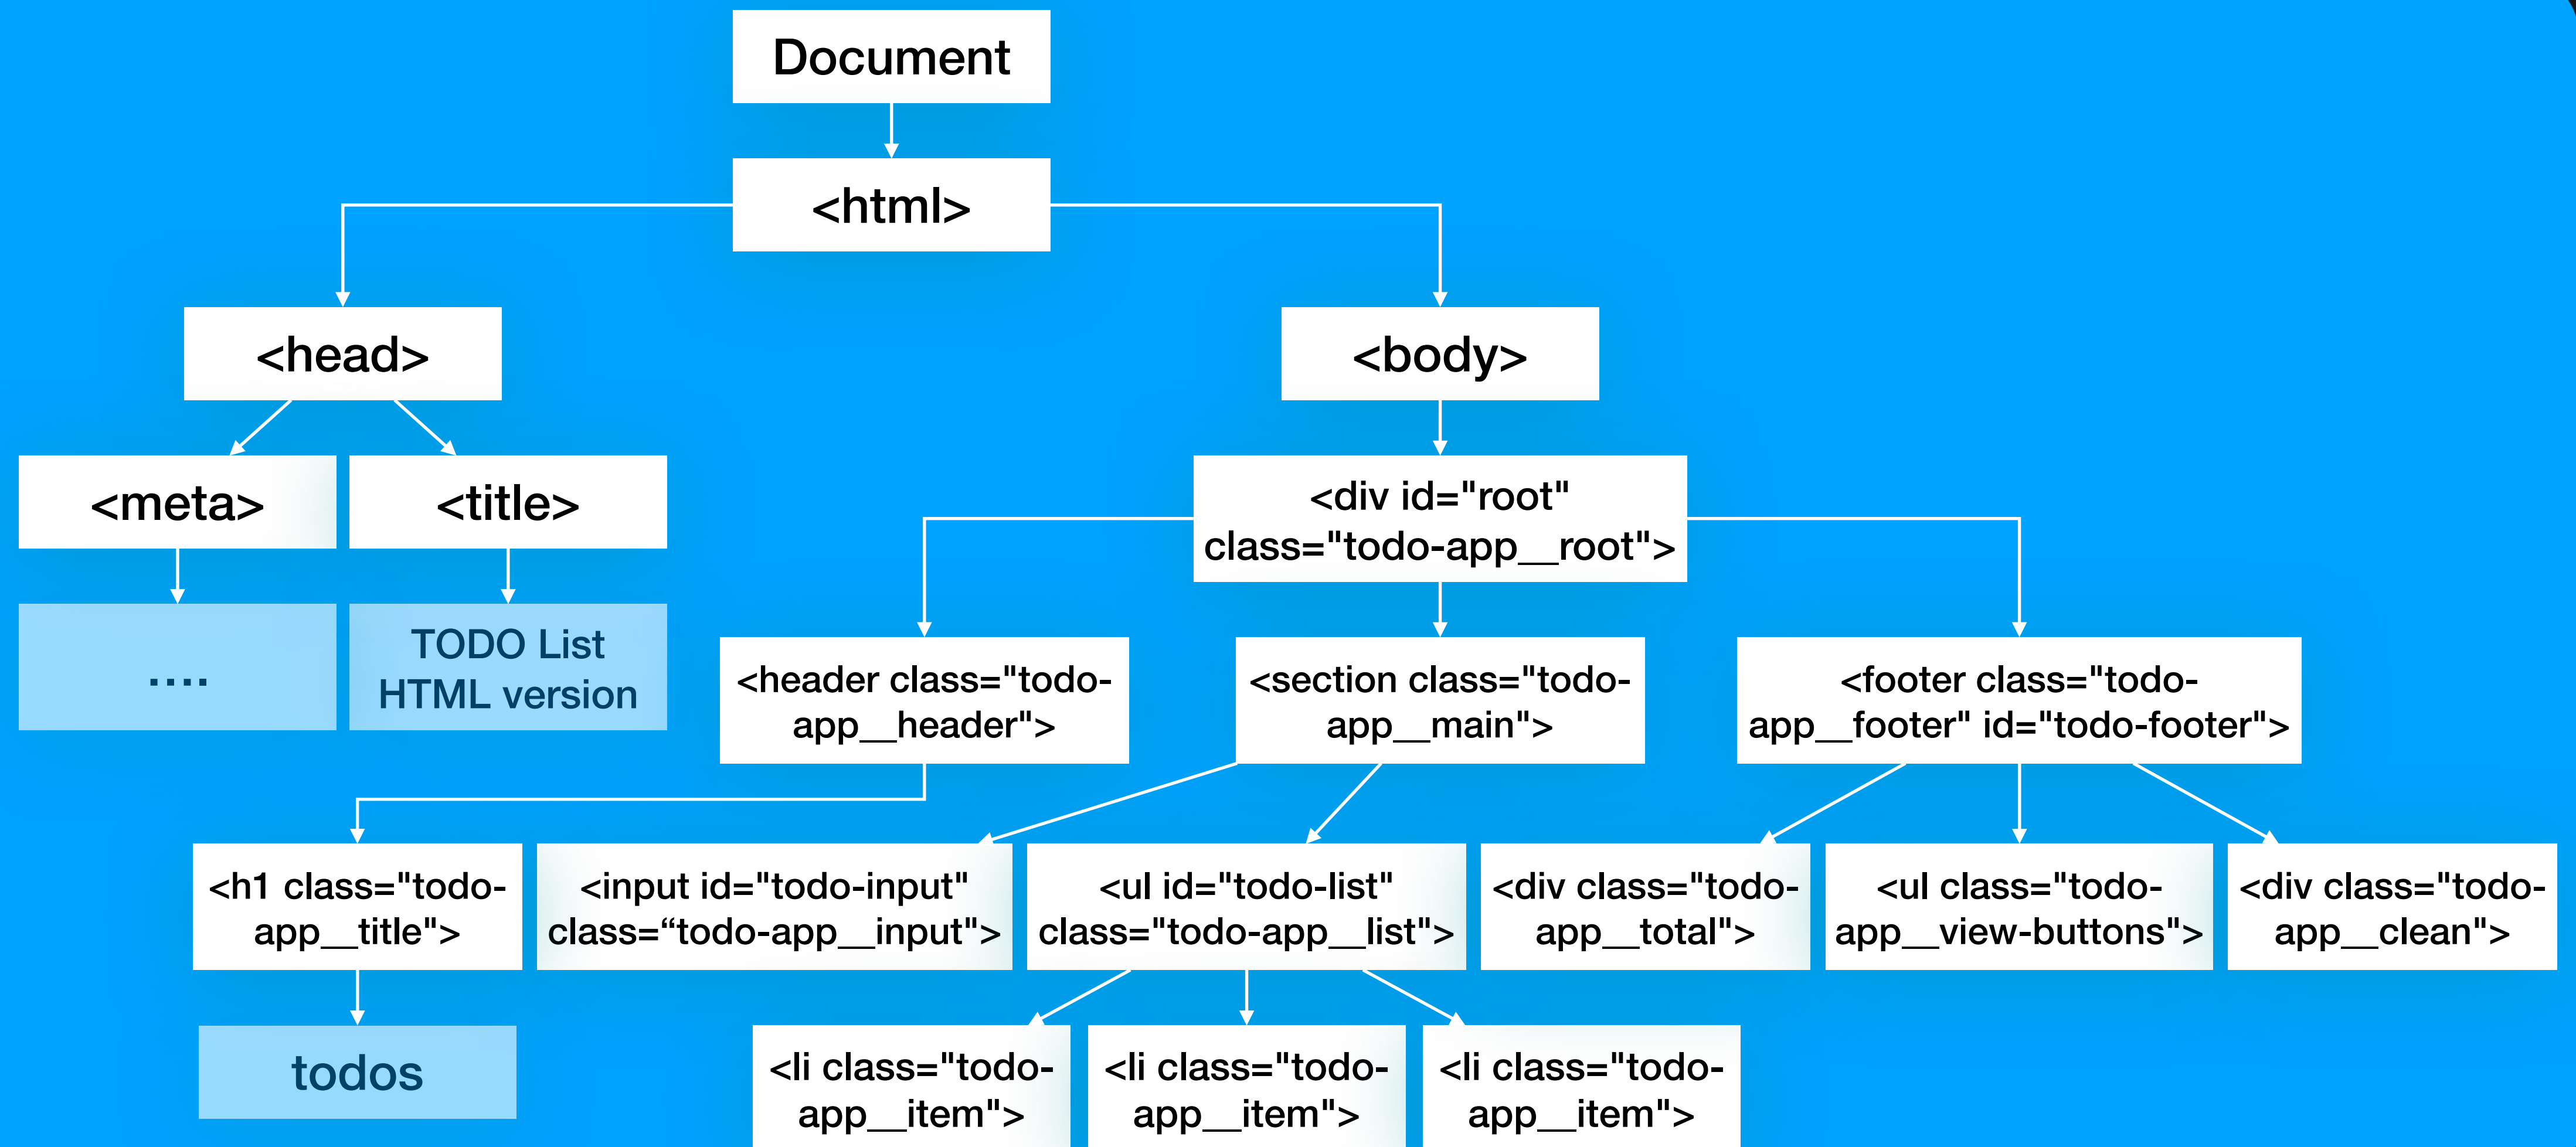 Document
<html>
<head>
<body>
<meta>
<title>
<div id="root"
class="todo-app__root">
....
TODO List
HTML version
<header class="todo-
app__header">
<section class="todo-
app__main">
<footer class="todo-
app__footer" id="todo-footer">
<h1 class="todo-
app__title">
<input id="todo-input"
class=“todo-app__input">
<ul id="todo-list"
class="todo-app__list">
<div class="todo-
app__total">
<ul class="todo-
app__view-buttons">
<div class="todo-
app__clean">
todos
<li class="todo-
app__item">
<li class="todo-
app__item">
<li class="todo-
app__item">